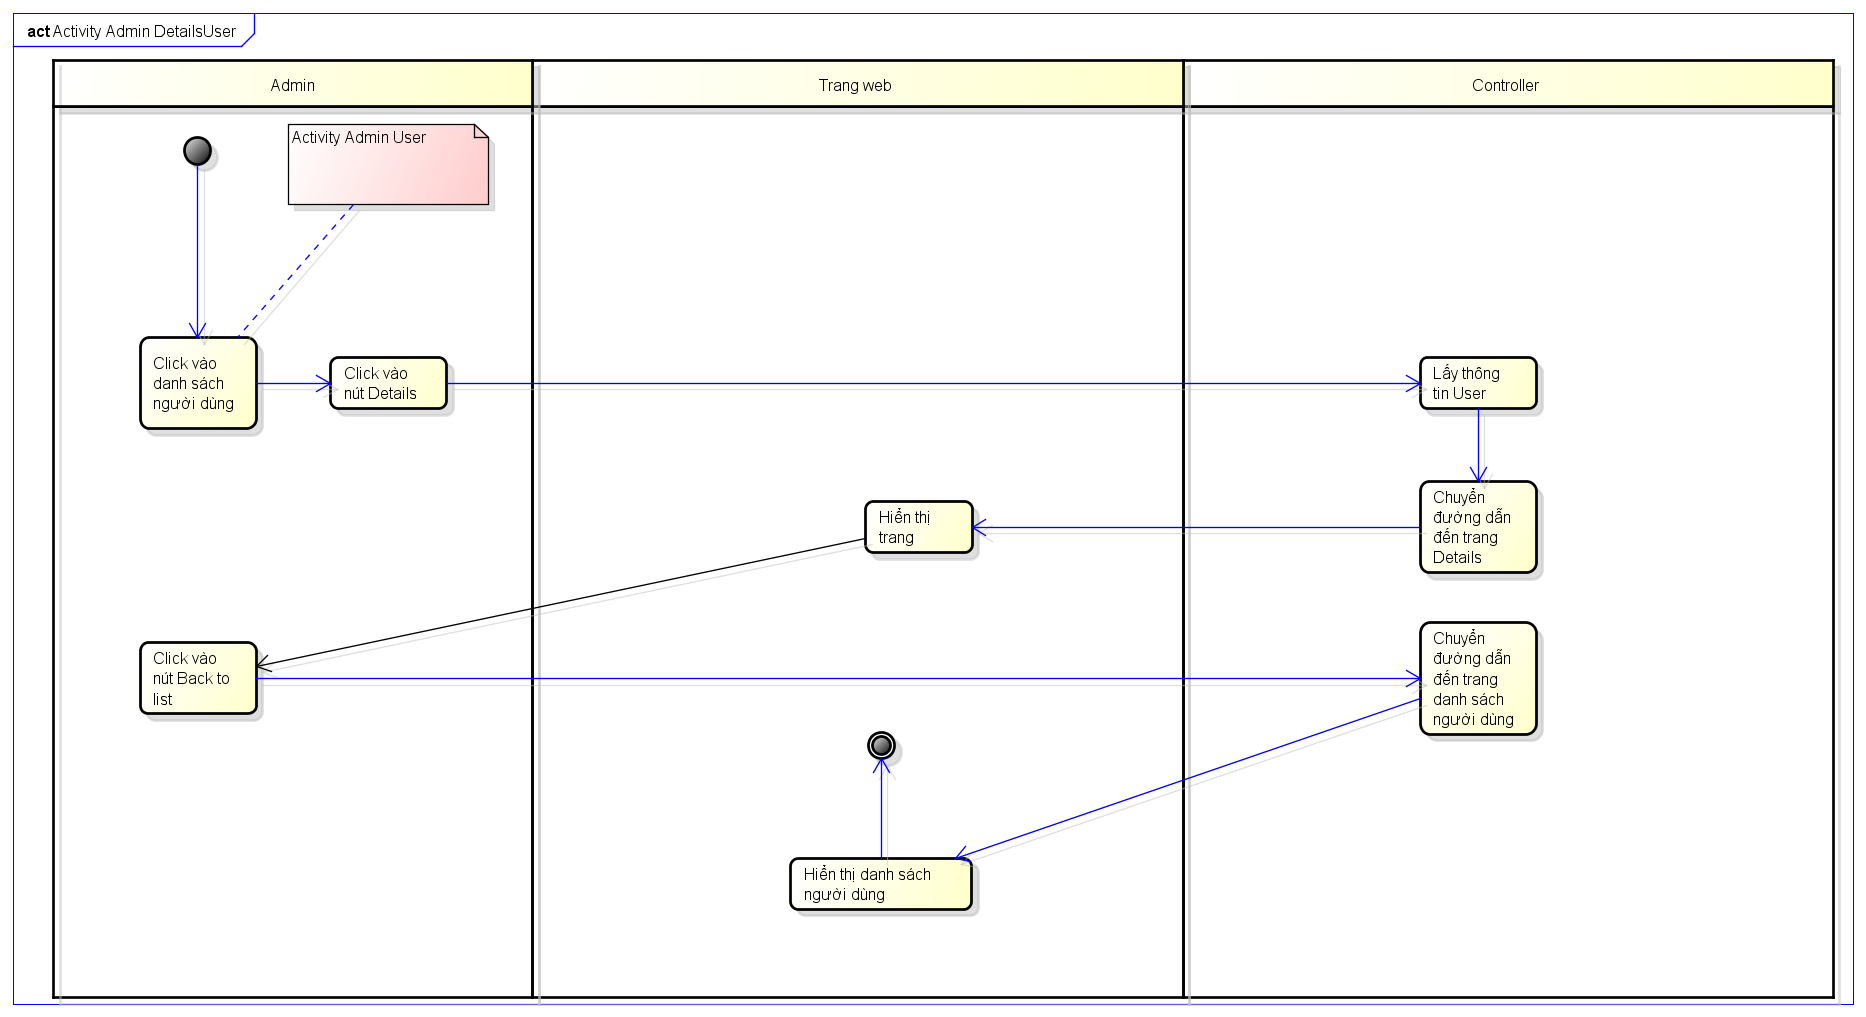 act Activity Admin DetailsUser
Admin
Trang web
Controller
Activity Admin User
Click vào
danh sách
người dùng
Click vào
nút Details
Lấy thông
tin User
Chuyển
đường dẫn
đến trang
Details
Hiển thị
trang
Click vào
nút Back to
list
Chuyển
đường dẫn
đến trang
danh sách
người dùng
Hiển thị danh sách
người dùng